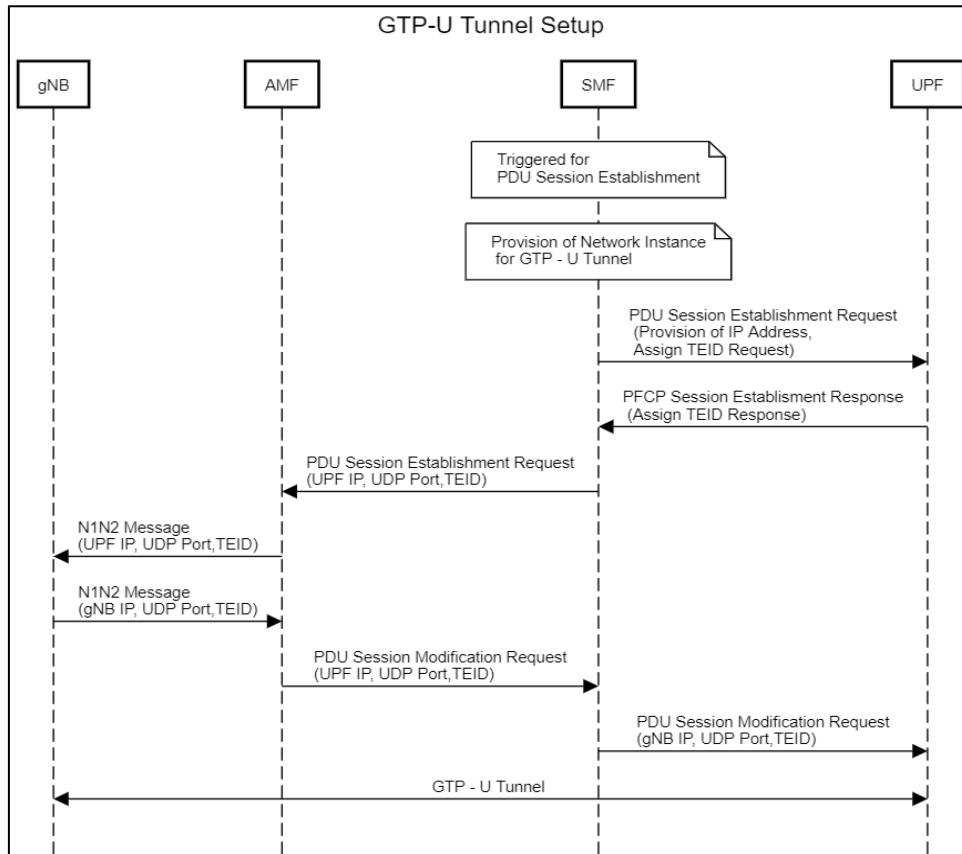 GTP-U Tunnel Setup
gNB
AMF
SMF
UPF
Triggered for
PDU Session Establishment
Provision of Network Instance
for GTP - U Tunnel
PDU Session Establishment Request
(Provision of IP Address,
Assign TEID Request)
PFCP Session Establisment Response
(Assign TEID Response)
PDU Session Establishment Request
(UPF IP, UDP Port,TEID)
N1N2 Message
(UPF IP, UDP Port,TEID)
N1N2 Message
(gNB IP, UDP Port,TEID)
PDU Session Modification Request
(UPF IP, UDP Port,TEID)
PDU Session Modification Request
(gNB IP, UDP Port,TEID)
GTP - U Tunnel